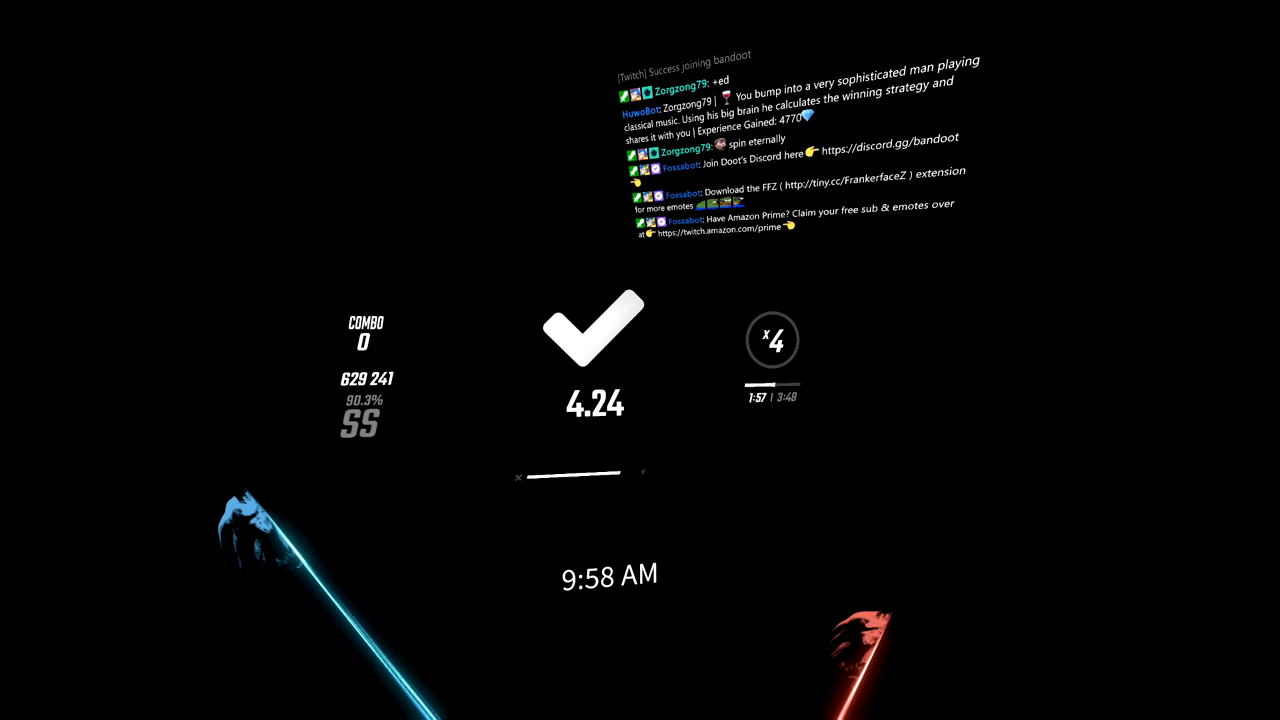 [Twitch] Success joining bandoot
Zorgzong79: +ed
HuwoBot: Zorgzong79 | 🍷 You bump into a very sophisticated man playing
classical music. Using his big brain he calculates the winning strategy and
shares it with you | Experience Gained: 4770💎
Zorgzong79: spin eternally
Fossabot: Join Doot's Discord here👉 https://discord.gg/bandoot
👈
Fossabot: Download the FFZ ( http://tiny.cc/FrankerfaceZ ) extension
for more emotes
Fossabot: Have Amazon Prime? Claim your free sub & emotes over
at👉 https://twitch.amazon.com/prime👈
COMBO
0
629 241
90.3%
SS
4.24
x4
1:57 | 3:48
9:58 AM